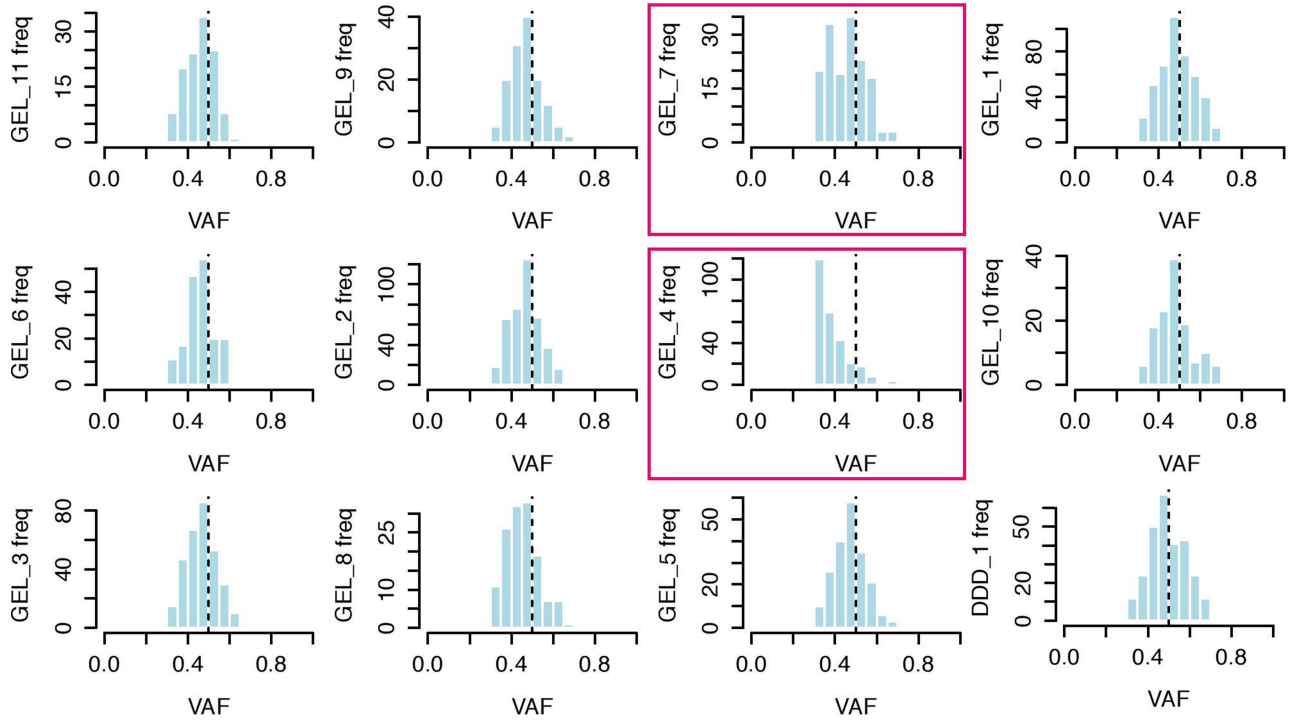 GEL_11 freq
0 15 30
0.0 0.4 0.8
VAF
GEL_9 freq
0 20 40
0.0 0.4 0.8
VAF
GEL_7 freq
0 15 30
0.0 0.4 0.8
VAF
GEL_1 freq
0 40 80
0.0 0.4 0.8
VAF
GEL_6 freq
0 20 40
0.0 0.4 0.8
VAF
GEL_2 freq
0 40 100
0.0 0.4 0.8
VAF
GEL_4 freq
0 40 100
0.0 0.4 0.8
VAF
GEL_10 freq
0 20 40
0.0 0.4 0.8
VAF
GEL_3 freq
0 40 80
0.0 0.4 0.8
VAF
GEL_8 freq
0 10 25
0.0 0.4 0.8
VAF
GEL_5 freq
0 20 50
0.0 0.4 0.8
VAF
DDD_1 freq
0 20 50
0.0 0.4 0.8
VAF